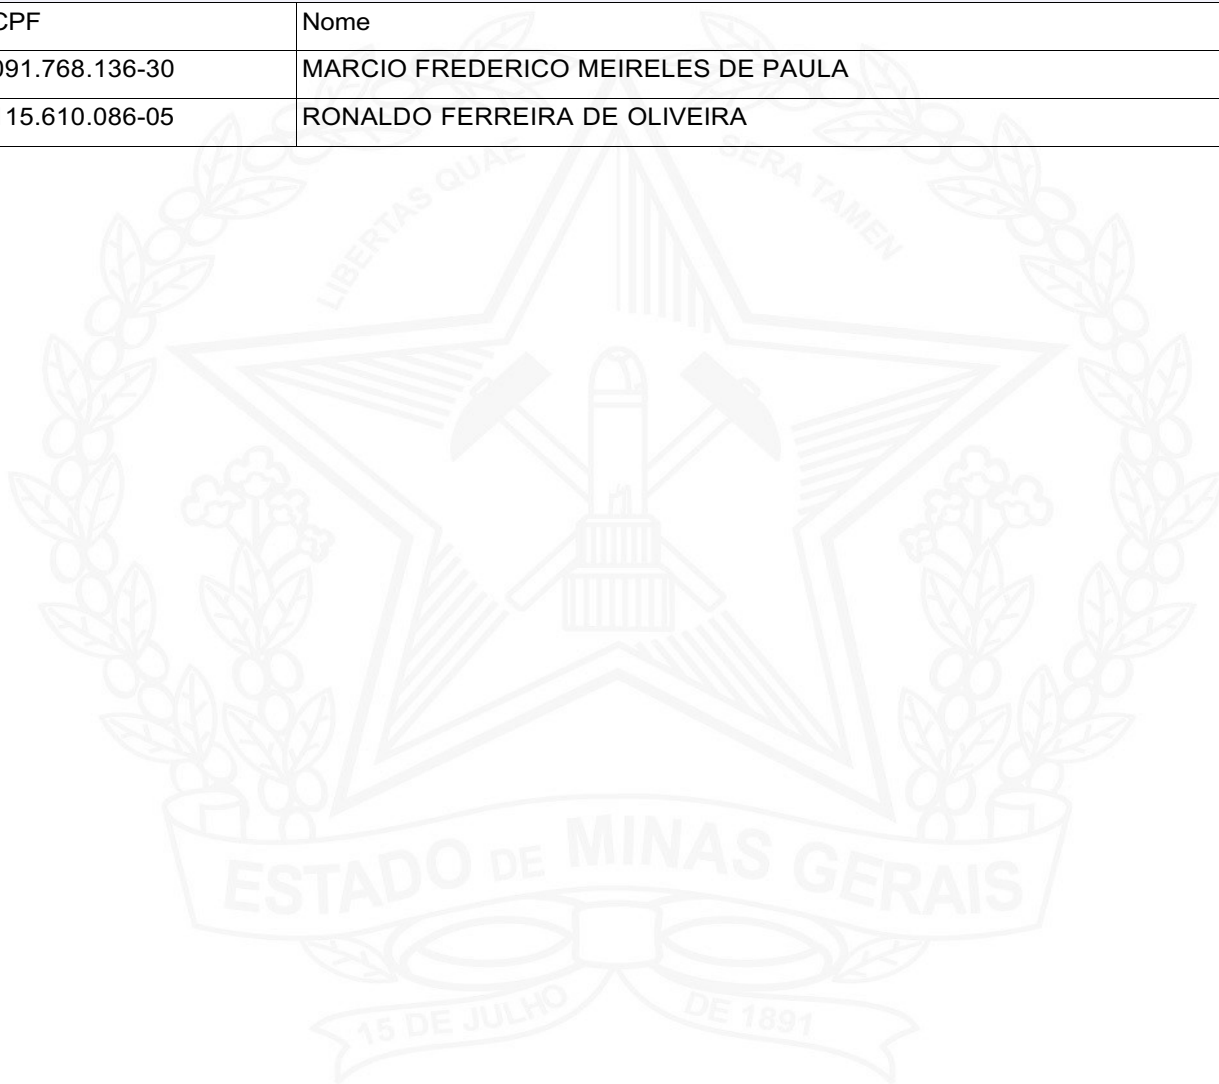 CPF Nome
091.768.136-30 MARCIO FREDERICO MEIRELES DE PAULA
15.610.086-05 RONALDO FERREIRA DE OLIVEIRA
LIBERTAS QUAE SERA TAMEN
ESTADO DE MINAS GERAIS
15 DE JULHO DE 1891